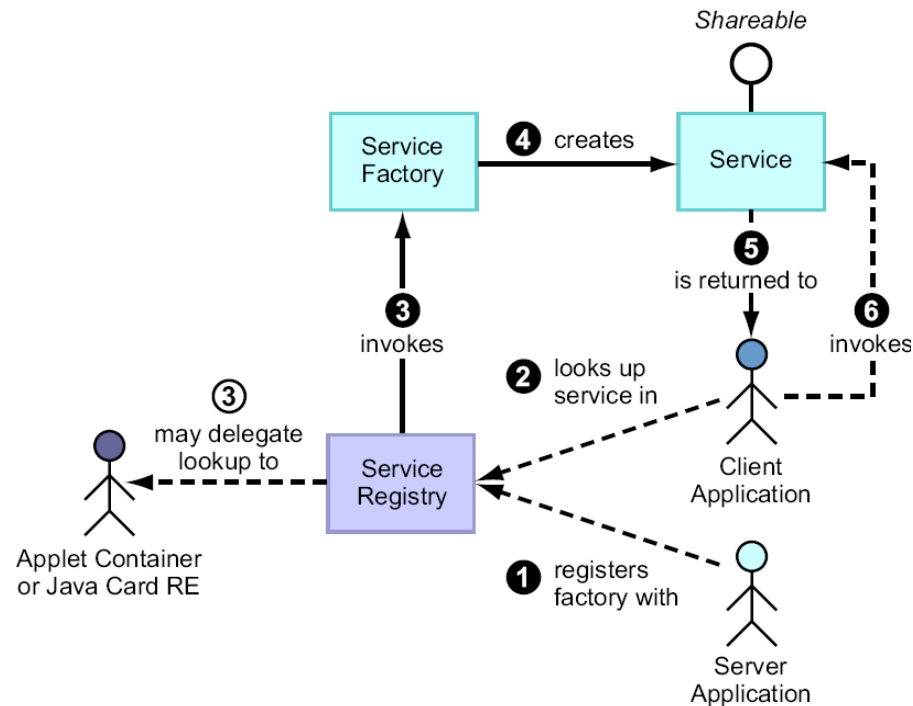 Shareable
Service
Factory
4 creates
Service
5
is returned to
6
invokes
3
invokes
2 looks up
service in
3
may delegate
lookup to
Service
Registry
Client
Application
Applet Container
or Java Card RE
1 registers
factory with
Server
Application